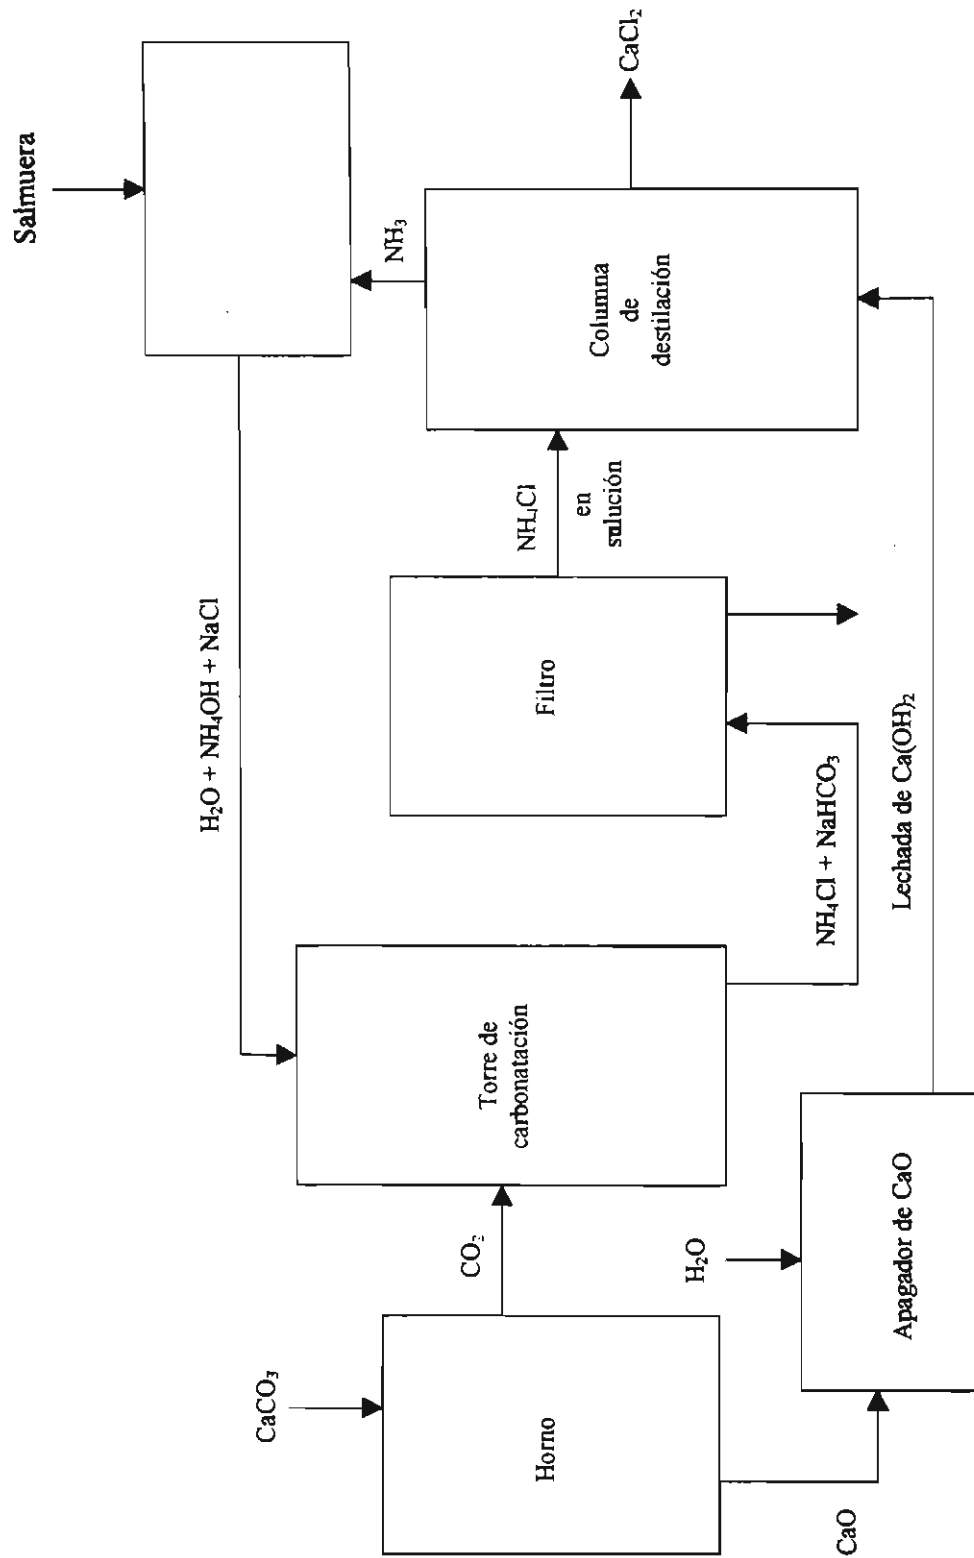 Salmuera
H₂O + NH₄OH + NaCl
NH₃
CaCO₃
CO₂
Torre de
carbonatación
Filtro
NH₄Cl
en
solución
Columna
de
destilación
CaCl₂
Horno
H₂O
NH₄Cl + NaHCO₃
CaO
Apagador de CaO
Lechada de Ca(OH)₂